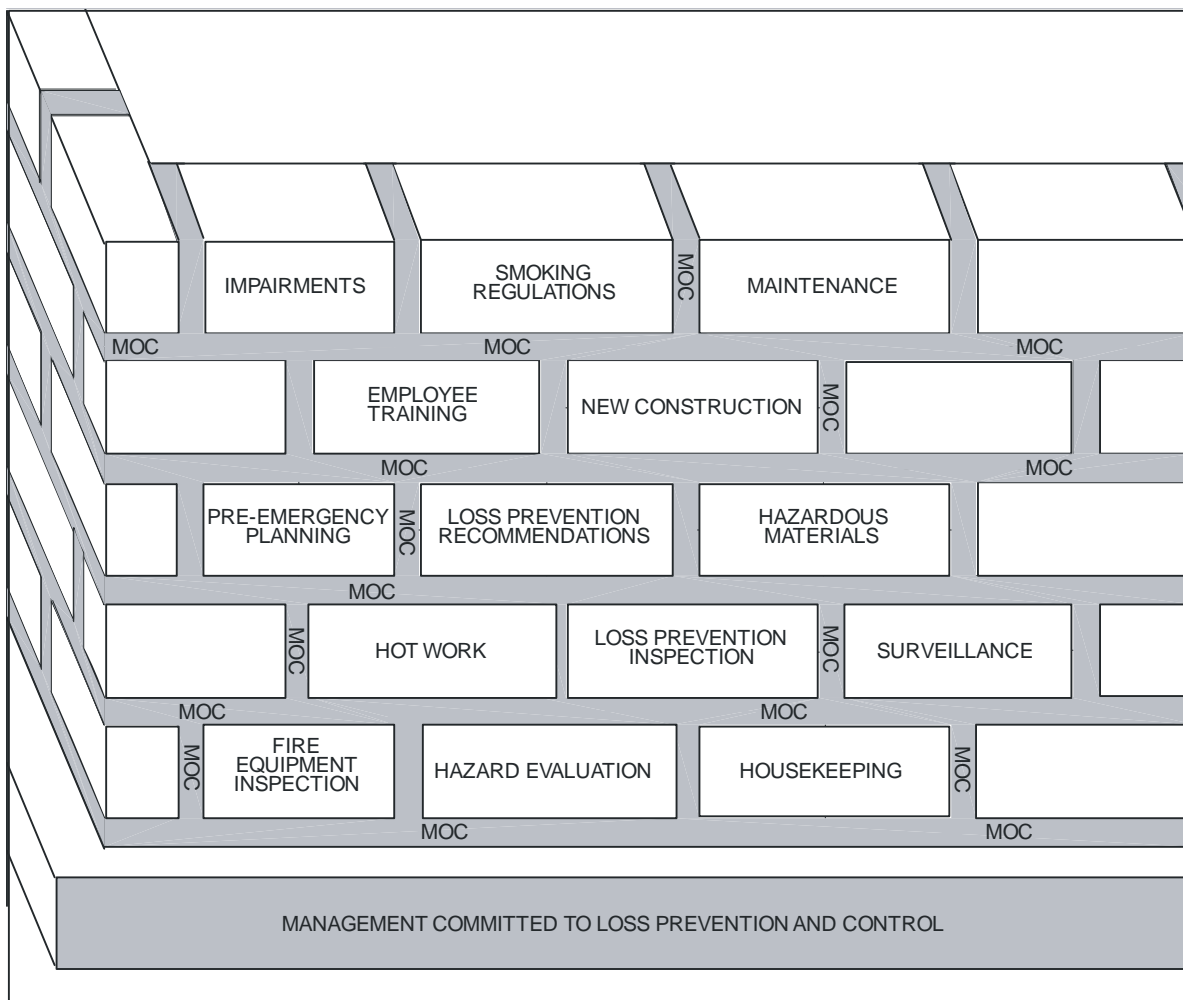 IMPAIRMENTS
SMOKING
REGULATIONS
MOC
MAINTENANCE
MOC
MOC
MOC
EMPLOYEE
TRAINING
NEW CONSTRUCTION
MOC
MOC
MOC
PRE-EMERGENCY
PLANNING
MOC
LOSS PREVENTION
RECOMMENDATIONS
HAZARDOUS
MATERIALS
MOC
MOC
HOT WORK
LOSS PREVENTION
INSPECTION
MOC
SURVEILLANCE
MOC
MOC
MOC
FIRE
EQUIPMENT
INSPECTION
HAZARD EVALUATION
HOUSEKEEPING
MOC
MOC
MOC
MANAGEMENT COMMITTED TO LOSS PREVENTION AND CONTROL